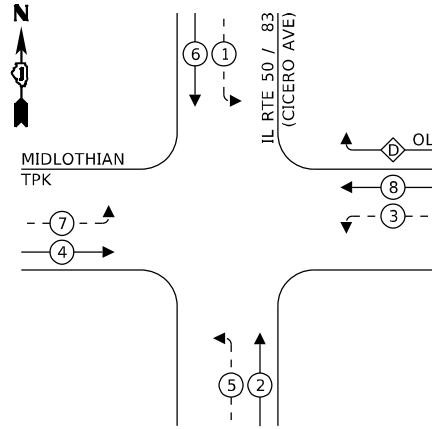 N
6
1
IL RTE 50 / 83
(CICERO AVE)
D
OL
MIDLOTHIAN
TPK
8
7
3
4
5
2